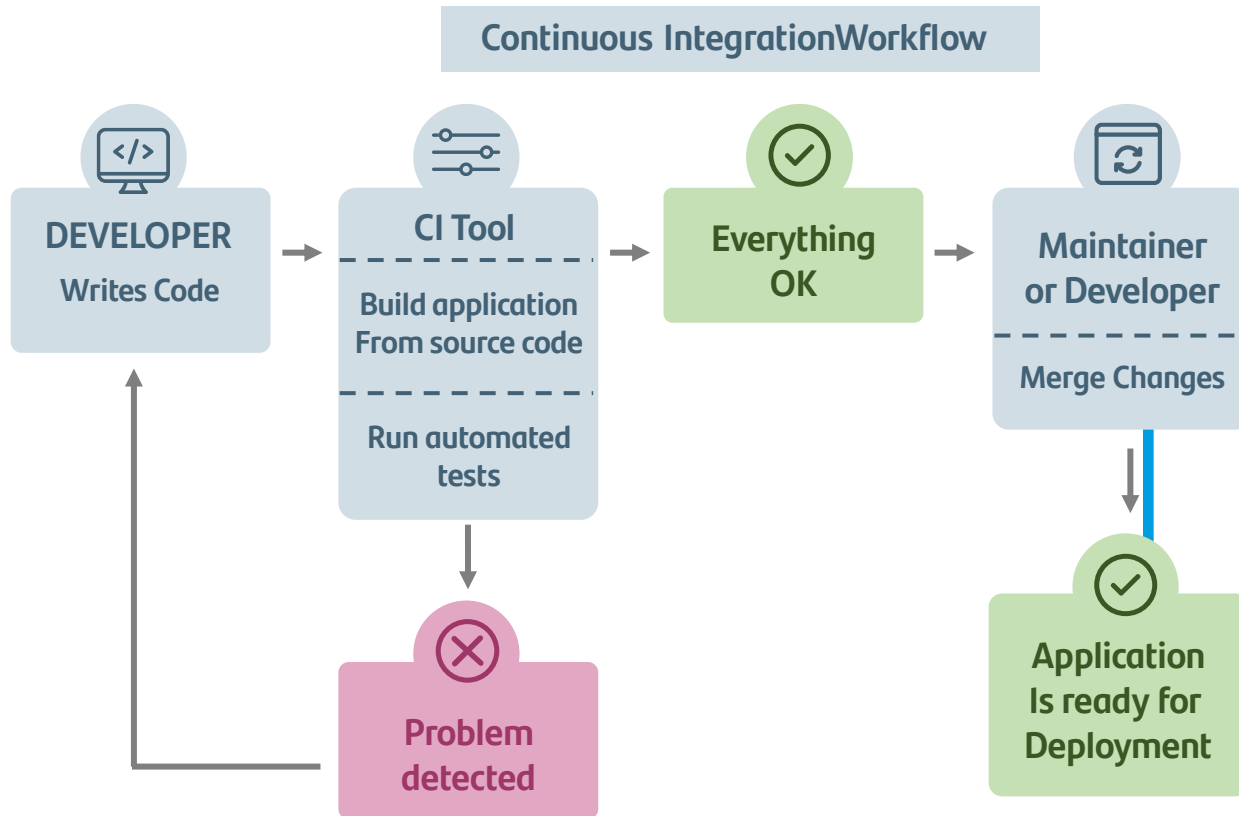 Continuous IntegrationWorkflow
</>
DEVELOPER
Writes Code
CI Tool
Build application
From source code
Run automated
tests
Everything
OK
Maintainer
or Developer
Merge Changes
Problem
detected
Application
Is ready for
Deployment